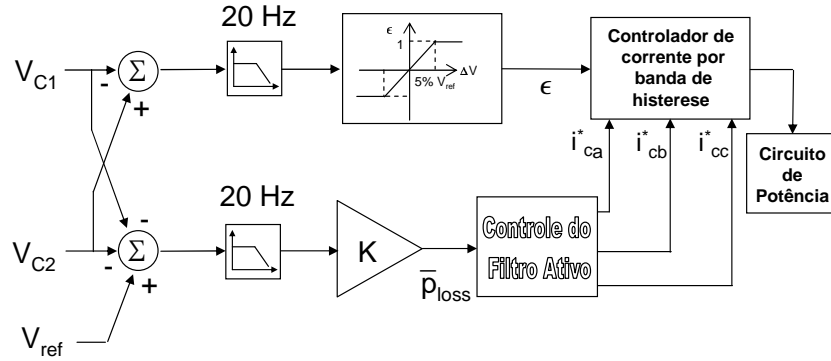 20 Hz
V_C1
Σ
-
+
ϵ
1
ΔV
5% V_ref
ϵ
Controlador de
corrente por
banda de
histerese
i*_ca
i*_cb
i*_cc
Circuito
de
Potência
20 Hz
V_C2
Σ
-
-
+
K
p̅_loss
Controle do
Filtro Ativo
V_ref